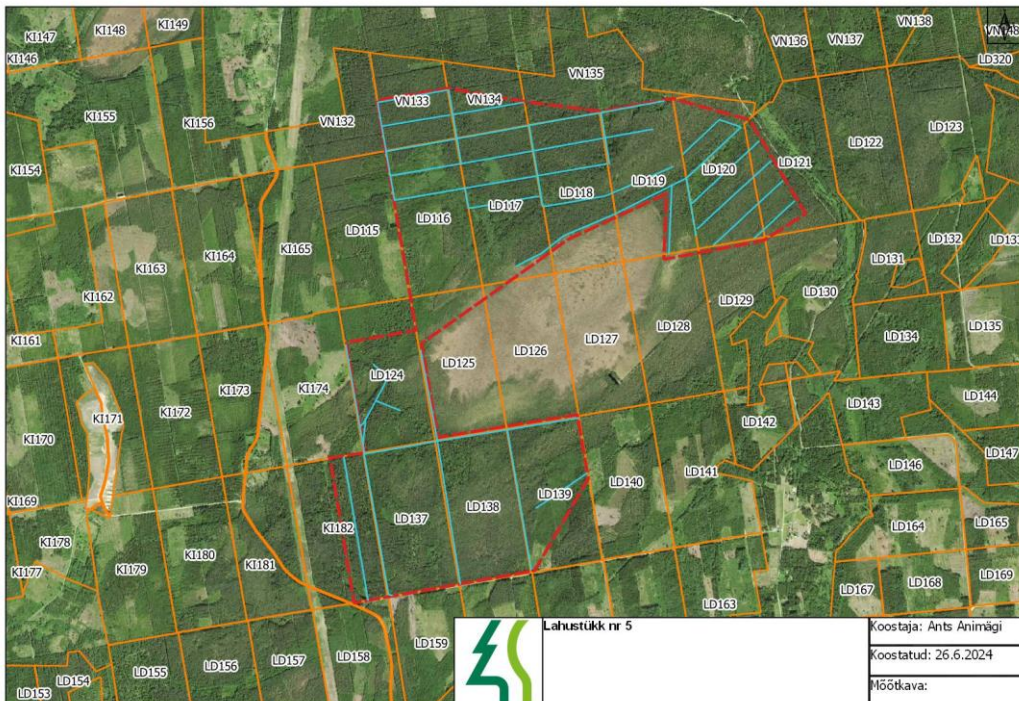 KI147
KI148
KI149
VN136
VN137
VN138
KI146
VN135
LD320
KI155
KI156
VN132
VN133
VN134
LD122
LD123
KI154
LD121
LD120
LD119
LD118
LD117
LD116
LD115
KI165
KI164
KI163
KI162
LD132
LD131
LD130
LD129
LD128
LD127
LD126
LD125
LD134
LD135
KI161
LD124
KI174
KI173
KI172
KI171
KI170
LD144
LD143
LD142
LD147
LD146
LD141
LD140
LD139
LD138
LD137
KI182
KI169
KI178
KI177
KI179
KI180
KI181
LD164
LD165
LD163
LD167
LD168
LD169
LD159
LD158
LD157
LD156
LD155
LD154
LD153
Lahustükk nr 5
Koostaja: Ants Animägi
Koostatud: 26.6.2024
Mõõtkava: